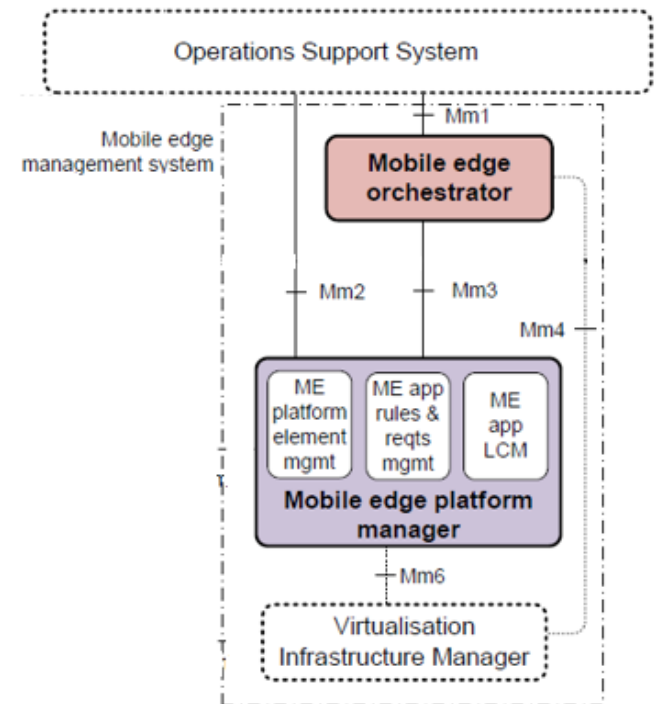 Operations Support System
Mm1
Mobile edge
management system
Mobile edge
orchestrator
Mm2
Mm3
Mm4
ME
platform
element
mgmt
ME app
rules &
reqts
mgmt
ME
app
LCM
Mobile edge platform
manager
Mm6
Virtualisation
Infrastructure Manager